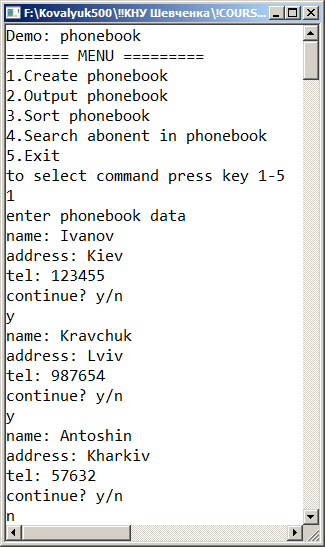 F:\Kovalyuk500\!!КНУ Шевченка\!COURS...
Demo: phonebook
======= MENU =========
1.Create phonebook
2.Output phonebook
3.Sort phonebook
4.Search abonent in phonebook
5.Exit
to select command press key 1-5
1
enter phonebook data
name: Ivanov
address: Kiev
tel: 123455
continue? y/n
y
name: Kravchuk
address: Lviv
tel: 987654
continue? y/n
y
name: Antoshin
address: Kharkiv
tel: 57632
continue? y/n
n